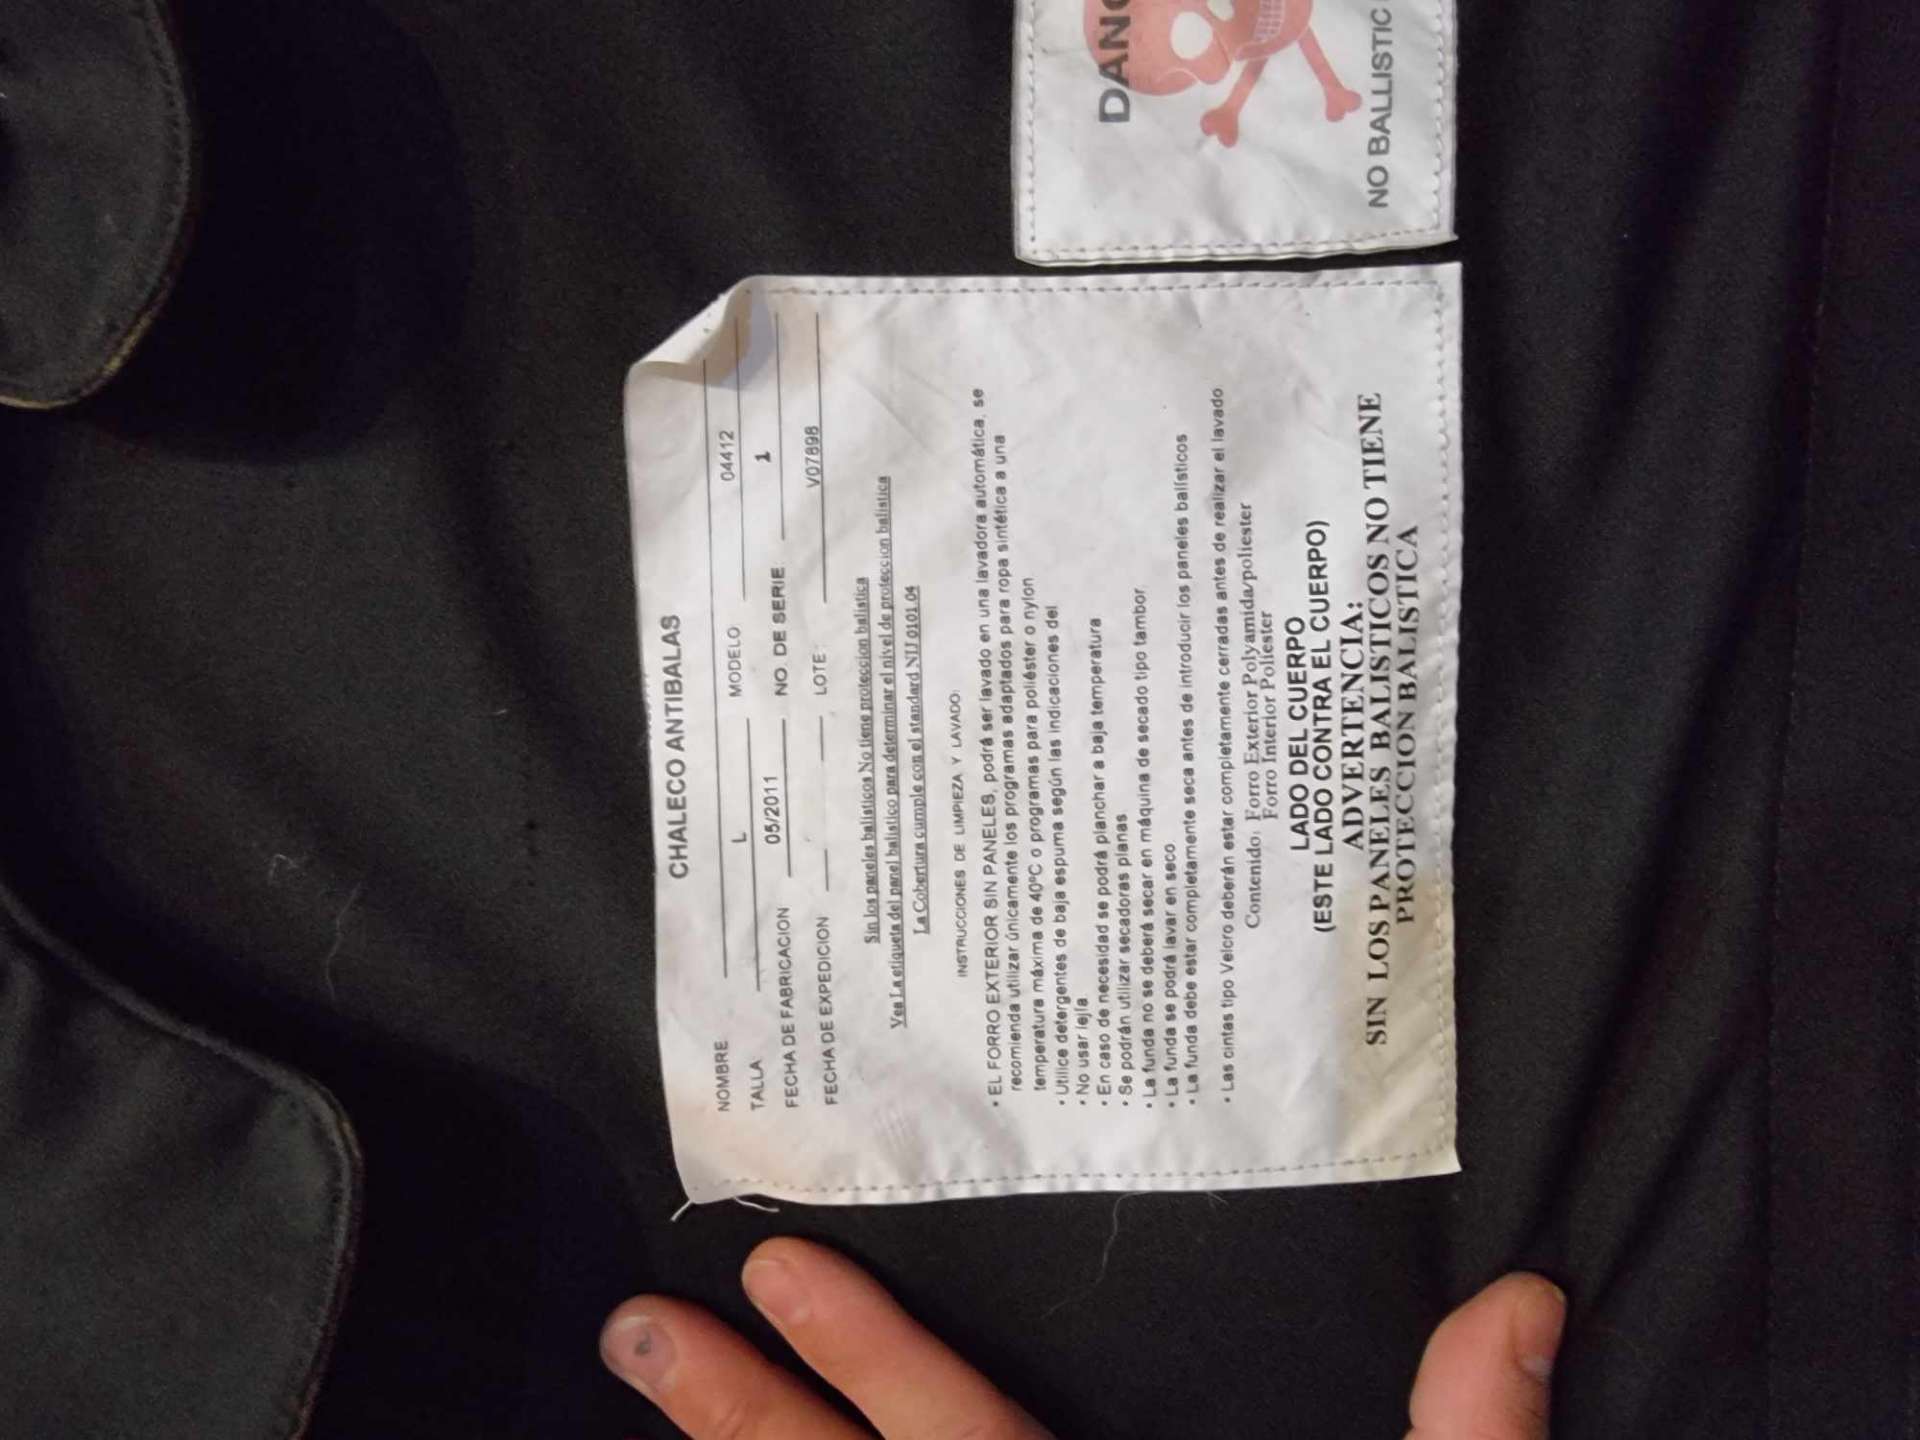 CHALECO ANTIBALAS
NOMBRE
TALLA L MODELO 04412
FECHA DE FABRICACION 05/2011 NO. DE SERIE: 1
FECHA DE EXPEDICION LOTE: V07898
Sin los paneles balisticos No tiene proteccion balistica
Vea La etiqueta del panel balistico para determinar el nivel de proteccion balistica
La Cobertura cumple con el standard NIJ 0101.04
INSTRUCCIONES DE LIMPIEZA Y LAVADO:
• EL FORRO EXTERIOR SIN PANELES, podrá ser lavado en una lavadora automática, se
recomienda utilizar únicamente los programas adaptados para ropa sintética a una
temperatura máxima de 40ºC o programas para poliéster o nylon
• Utilice detergentes de baja espuma según las indicaciones del
• No usar lejía
• En caso de necesidad se podrá planchar a baja temperatura
• Se podrán utilizar secadoras planas
• La funda no se deberá secar en máquina de secado tipo tambor
• La funda se podrá lavar en seco
• La funda debe estar completamente seca antes de introducir los paneles balísticos
• Las cintas tipo Velcro deberán estar completamente cerradas antes de realizar el lavado
Contenido: Forro Exterior Polyamida/poliester
Forro Interior Poliester
LADO DEL CUERPO
(ESTE LADO CONTRA EL CUERPO)
ADVERTENCIA:
SIN LOS PANELES BALISTICOS NO TIENE
PROTECCION BALISTICA
DANG
NO BALLISTIC